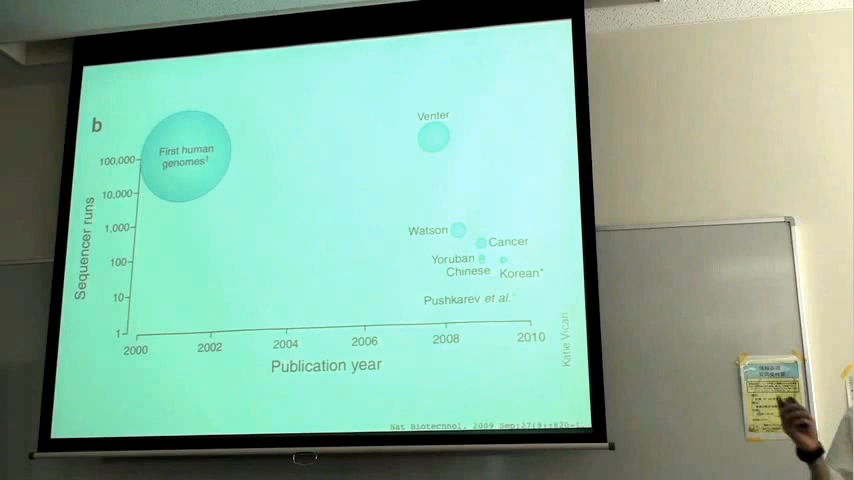 b
First human
genomes†
Venter
100,000
10,000
1,000
100
10
1
Sequencer runs
Watson
Cancer
Yoruban
Chinese
Korean*
Pushkarev et al.
2000
2002
2004
2006
2008
2010
Publication year
Katie Vicari
Nat Biotechnol, 2009 Sep;27(9):820-1